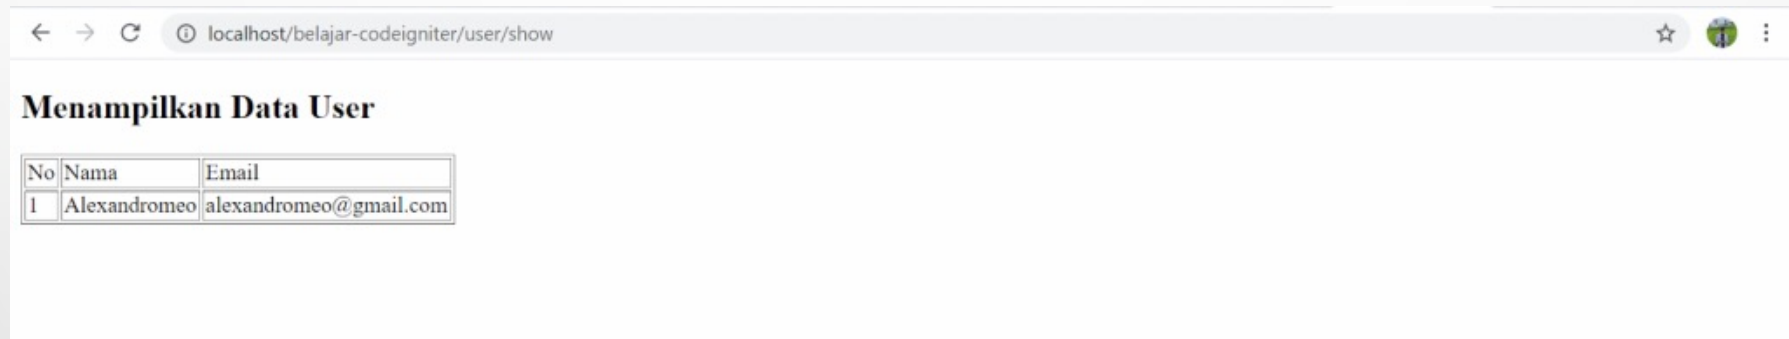 localhost/belajar-codeigniter/user/show
Menampilkan Data User
No Nama Email
1 Alexandromeo alexandromeo@gmail.com